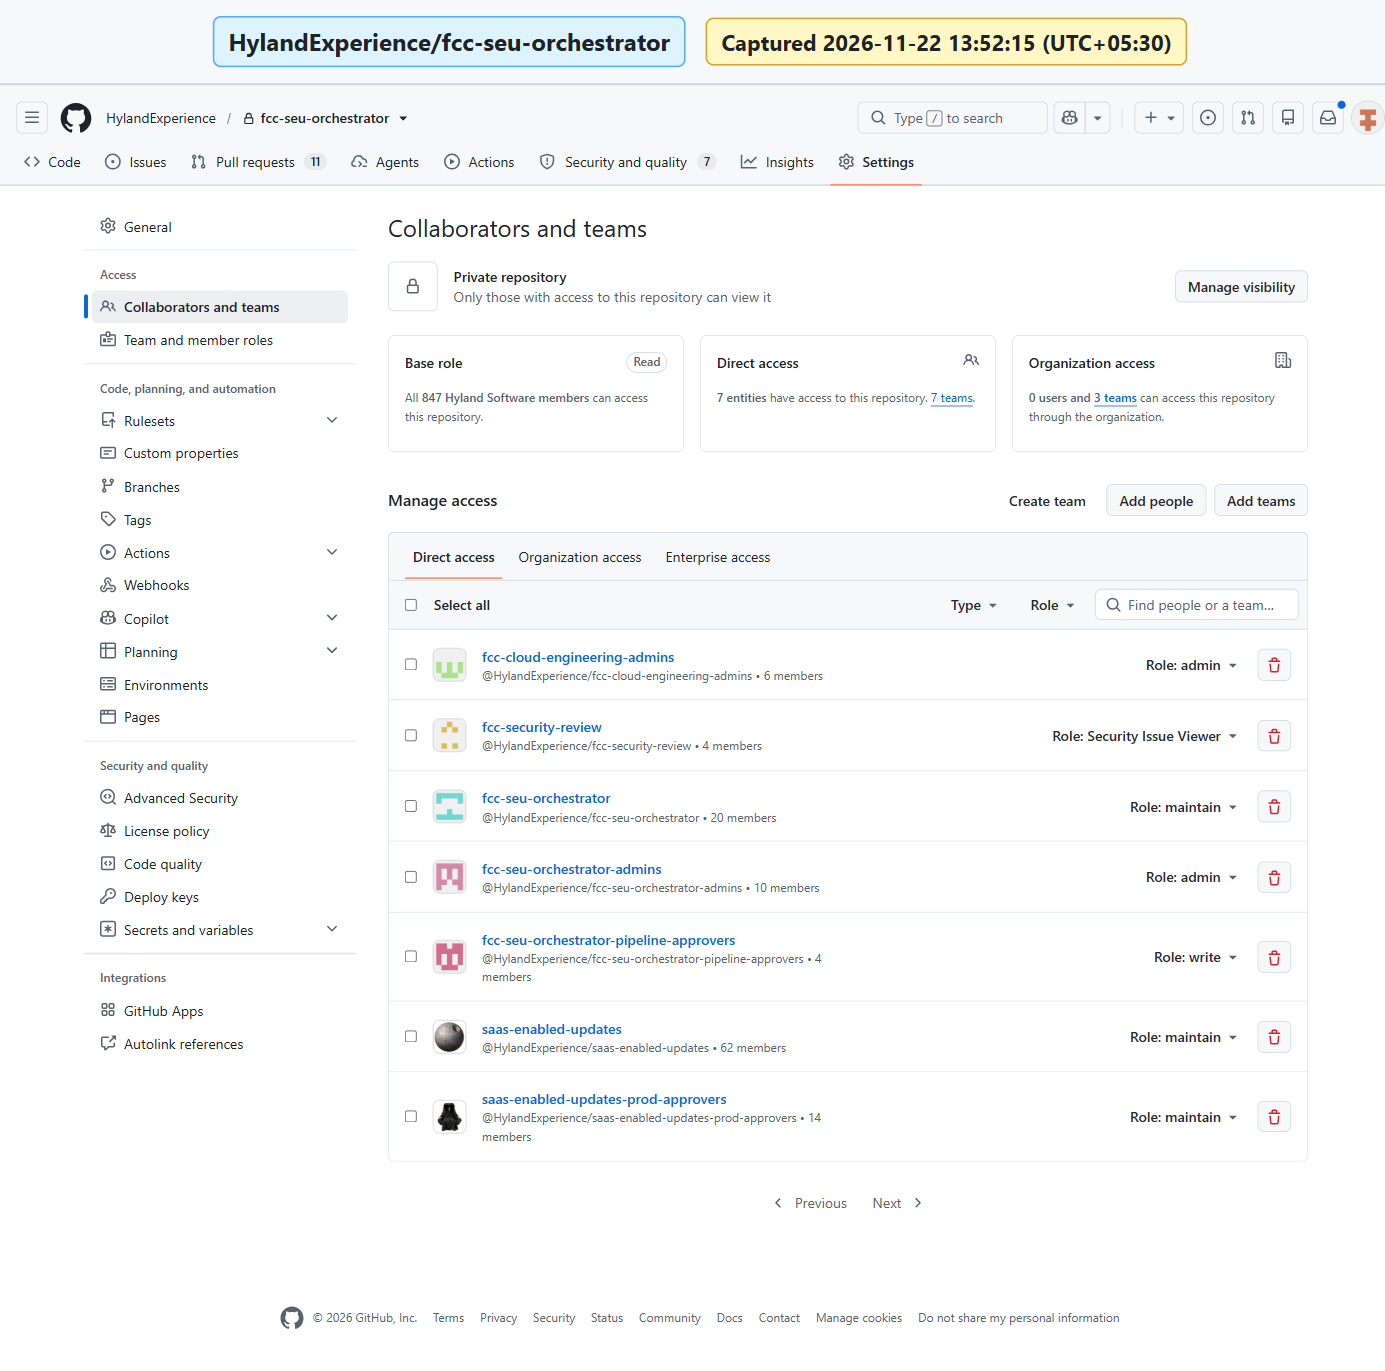 HylandExperience/fcc-seu-orchestrator
Captured 2026-11-22 13:52:15 (UTC+05:30)
HylandExperience / fcc-seu-orchestrator
Type / to search
Code
Issues
Pull requests 11
Agents
Actions
Security and quality 7
Insights
Settings
General
Access
Collaborators and teams
Team and member roles
Code, planning, and automation
Rulesets
Custom properties
Branches
Tags
Actions
Webhooks
Copilot
Planning
Environments
Pages
Security and quality
Advanced Security
License policy
Code quality
Deploy keys
Secrets and variables
Integrations
GitHub Apps
Autolink references
Collaborators and teams
Private repository
Only those with access to this repository can view it
Manage visibility
Base role
Read
All 847 Hyland Software members can access
this repository.
Direct access
7 entities have access to this repository. 7 teams.
Organization access
0 users and 3 teams can access this repository
through the organization.
Manage access
Create team
Add people
Add teams
Direct access
Organization access
Enterprise access
Select all
Type
Role
Find people or a team...
fcc-cloud-engineering-admins
@HylandExperience/fcc-cloud-engineering-admins • 6 members
Role: admin
fcc-security-review
@HylandExperience/fcc-security-review • 4 members
Role: Security Issue Viewer
fcc-seu-orchestrator
@HylandExperience/fcc-seu-orchestrator • 20 members
Role: maintain
fcc-seu-orchestrator-admins
@HylandExperience/fcc-seu-orchestrator-admins • 10 members
Role: admin
fcc-seu-orchestrator-pipeline-approvers
@HylandExperience/fcc-seu-orchestrator-pipeline-approvers • 4
members
Role: write
saas-enabled-updates
@HylandExperience/saas-enabled-updates • 62 members
Role: maintain
saas-enabled-updates-prod-approvers
@HylandExperience/saas-enabled-updates-prod-approvers • 14
members
Role: maintain
Previous
Next
© 2026 GitHub, Inc.
Terms
Privacy
Security
Status
Community
Docs
Contact
Manage cookies
Do not share my personal information